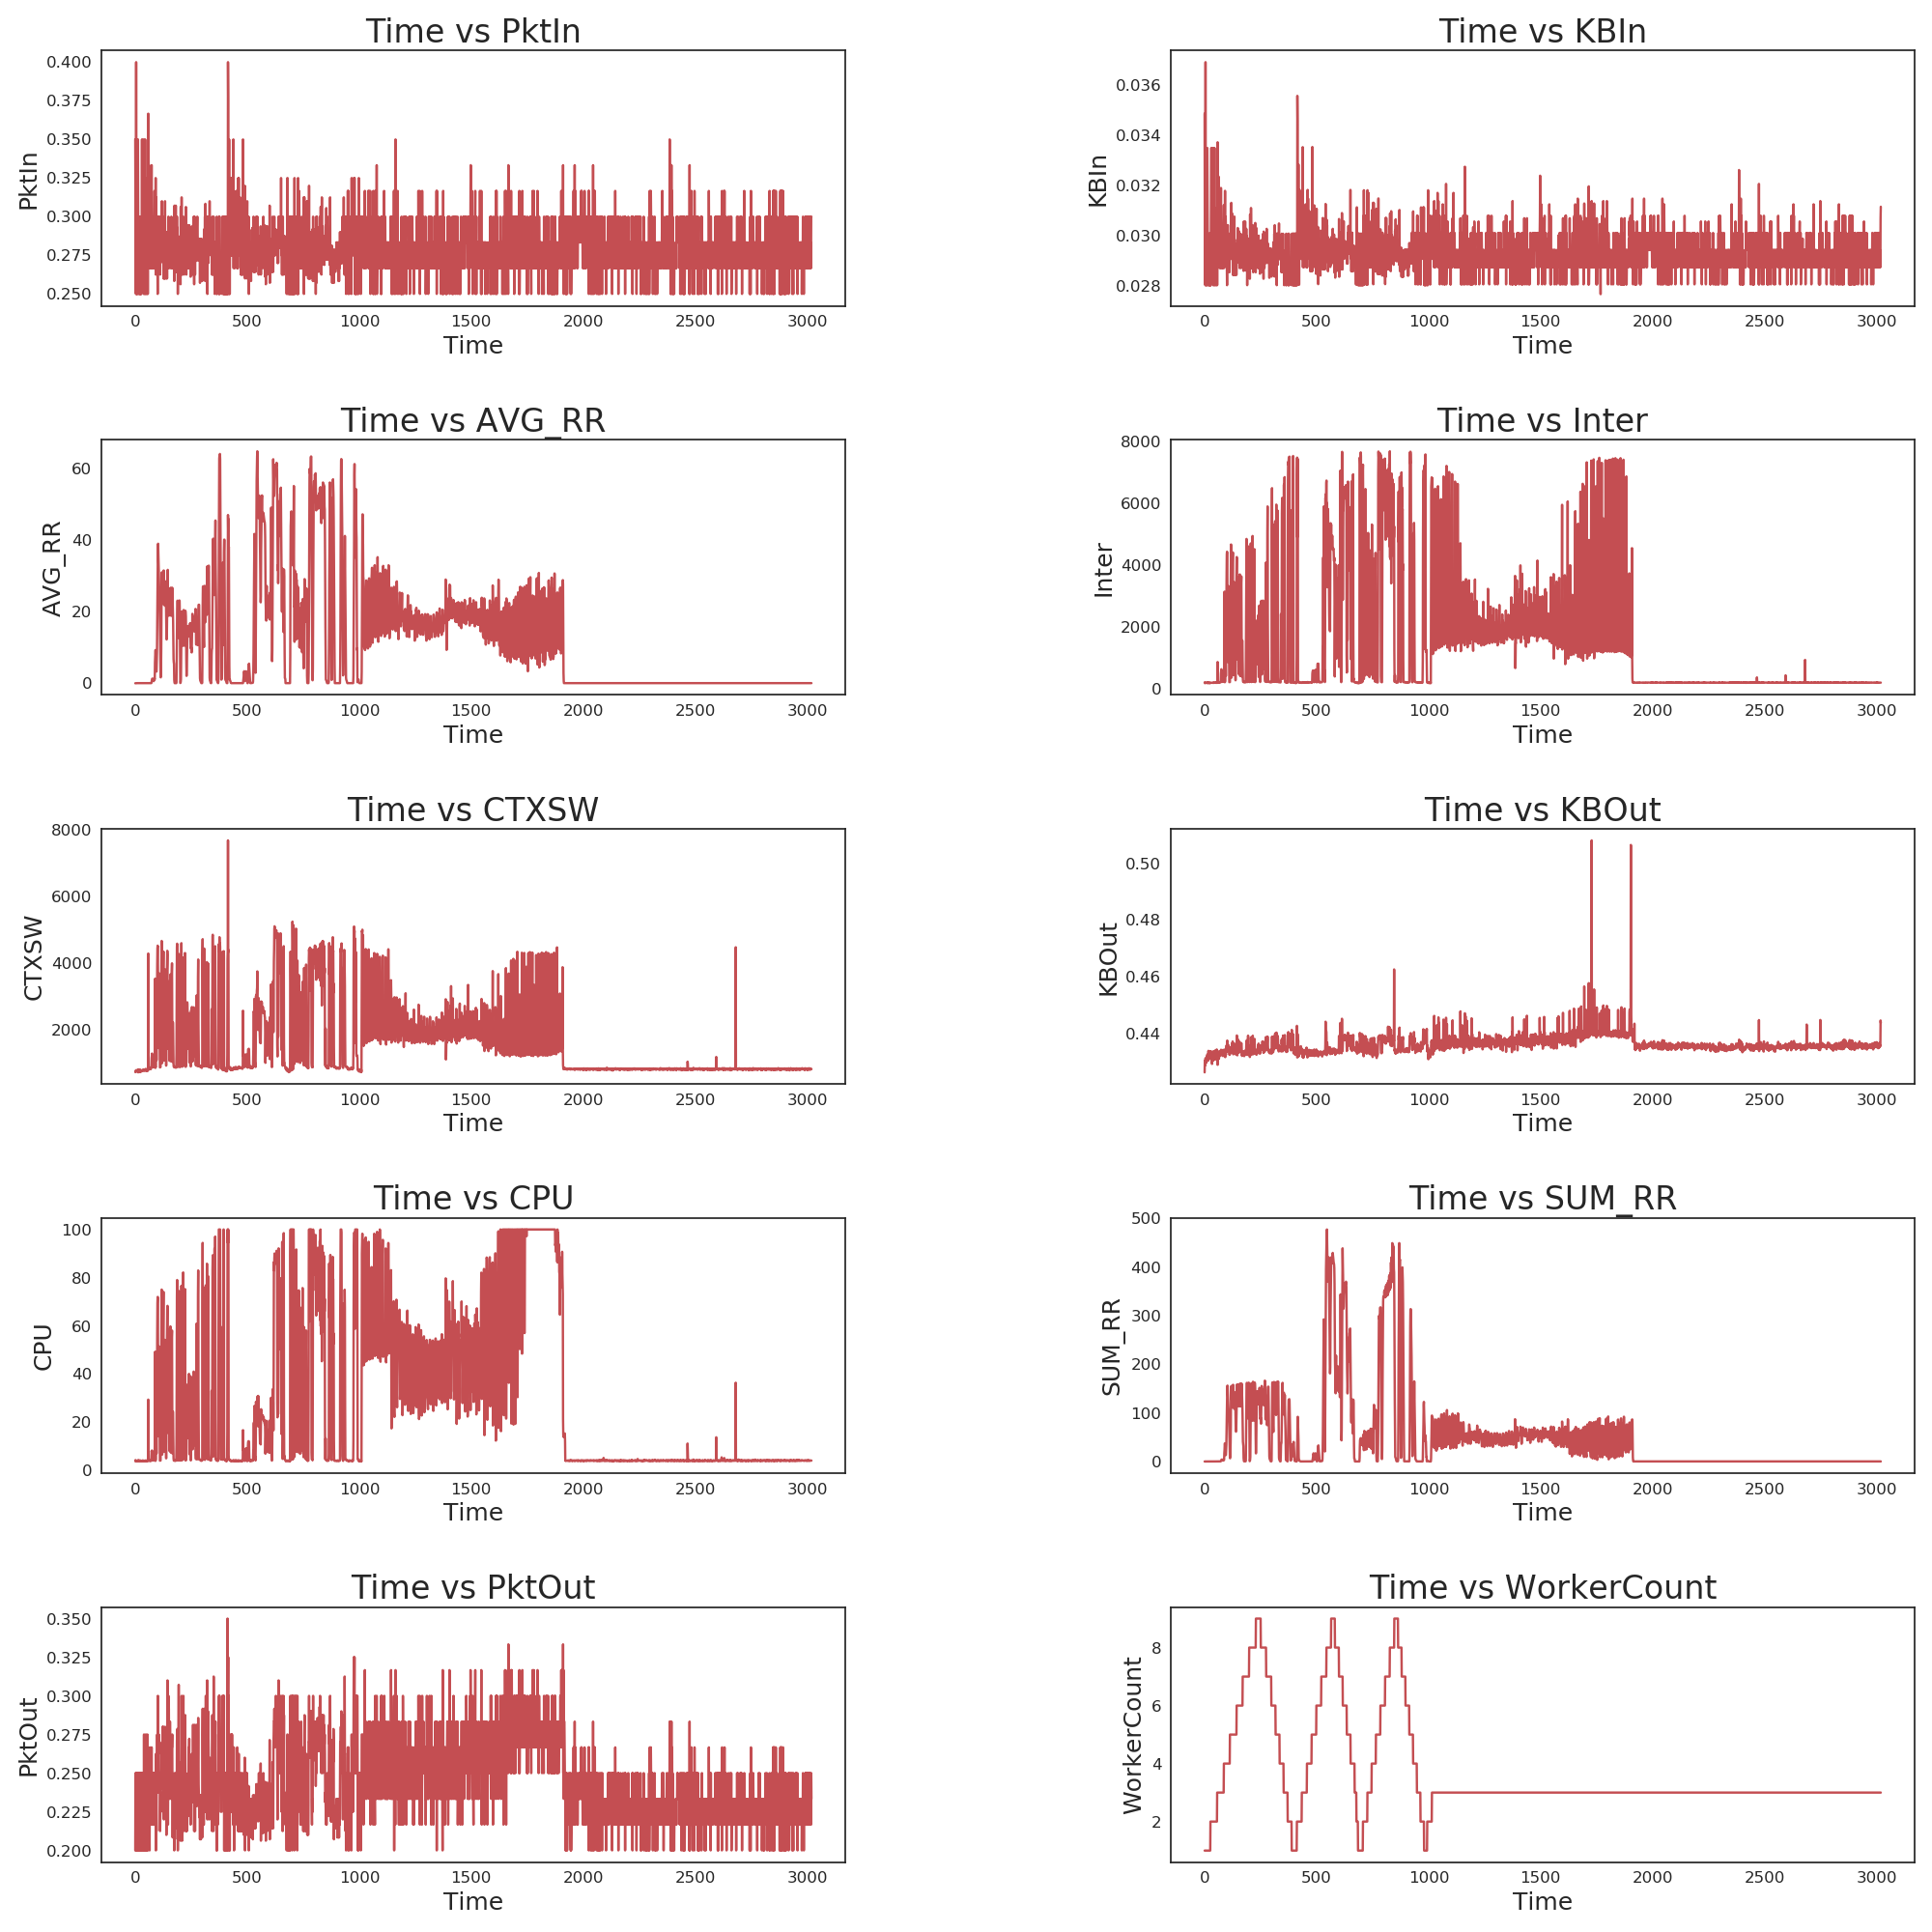 Time vs PktIn
0.400
0.375
0.350
0.325
0.300
0.275
0.250
PktIn
0 500 1000 1500 2000 2500 3000
Time
Time vs KBIn
0.036
0.034
0.032
0.030
0.028
KBIn
0 500 1000 1500 2000 2500 3000
Time
Time vs AVG_RR
60
40
20
0
AVG_RR
0 500 1000 1500 2000 2500 3000
Time
Time vs Inter
8000
6000
4000
2000
0
Inter
0 500 1000 1500 2000 2500 3000
Time
Time vs CTXSW
8000
6000
4000
2000
CTXSW
0 500 1000 1500 2000 2500 3000
Time
Time vs KBOut
0.50
0.48
0.46
0.44
KBOut
0 500 1000 1500 2000 2500 3000
Time
Time vs CPU
100
80
60
40
20
0
CPU
0 500 1000 1500 2000 2500 3000
Time
Time vs SUM_RR
500
400
300
200
100
0
SUM_RR
0 500 1000 1500 2000 2500 3000
Time
Time vs PktOut
0.350
0.325
0.300
0.275
0.250
0.225
0.200
PktOut
0 500 1000 1500 2000 2500 3000
Time
Time vs WorkerCount
8
6
4
2
WorkerCount
0 500 1000 1500 2000 2500 3000
Time